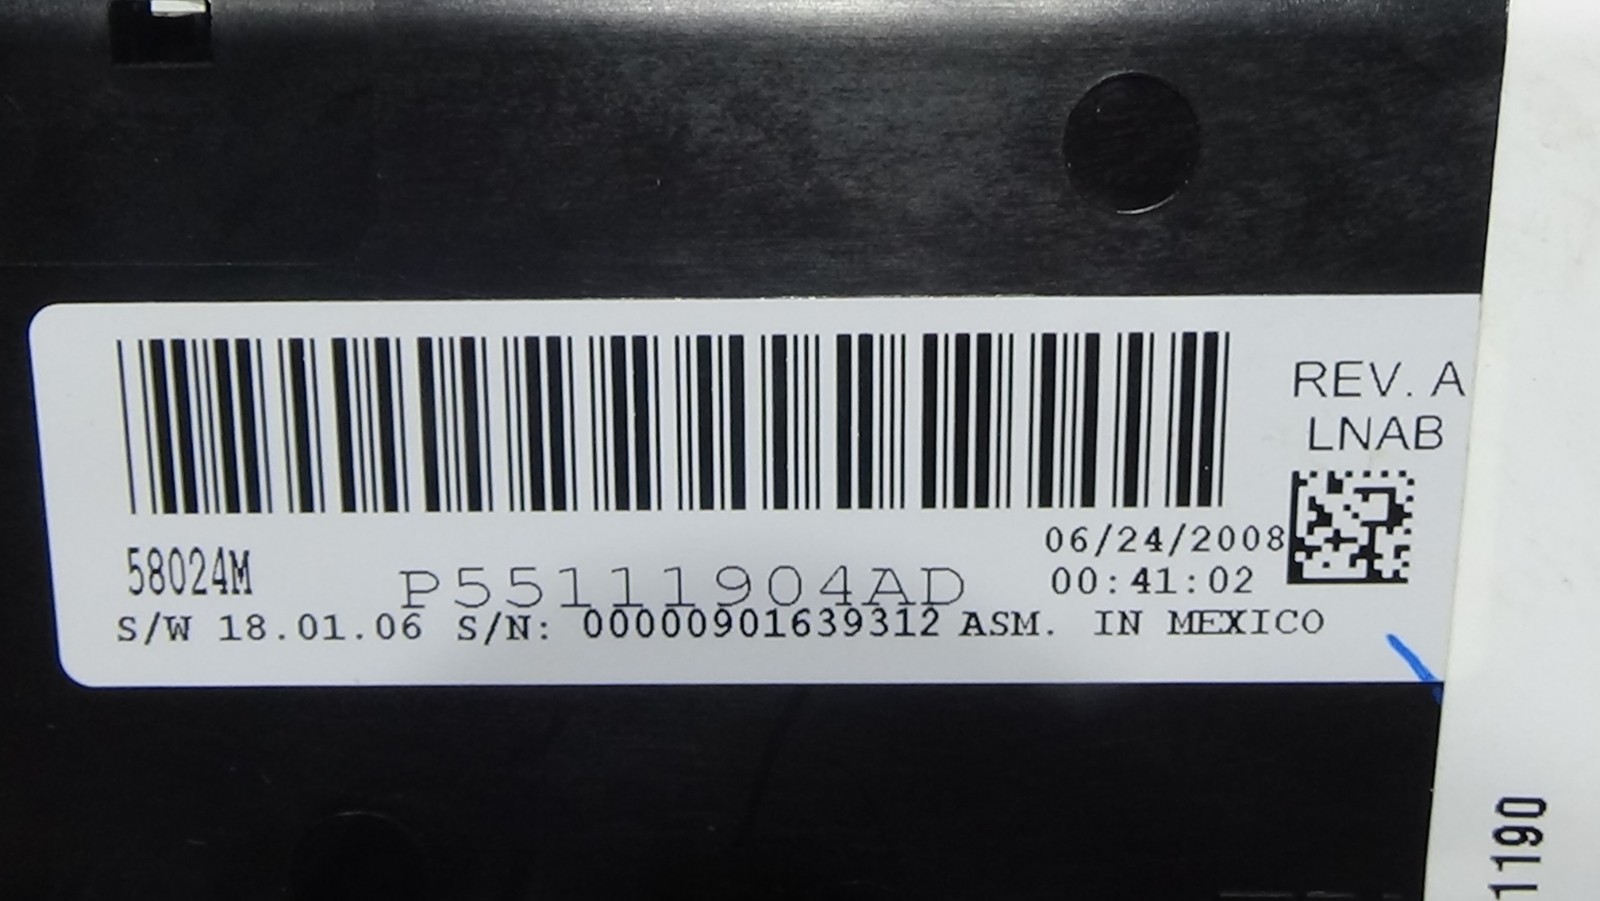 REV. A
LNAB
06/24/2008
58024M P55111904AD 00:41:02
S/W 18.01.06 S/N: 00000901639312 ASM. IN MEXICO
1190